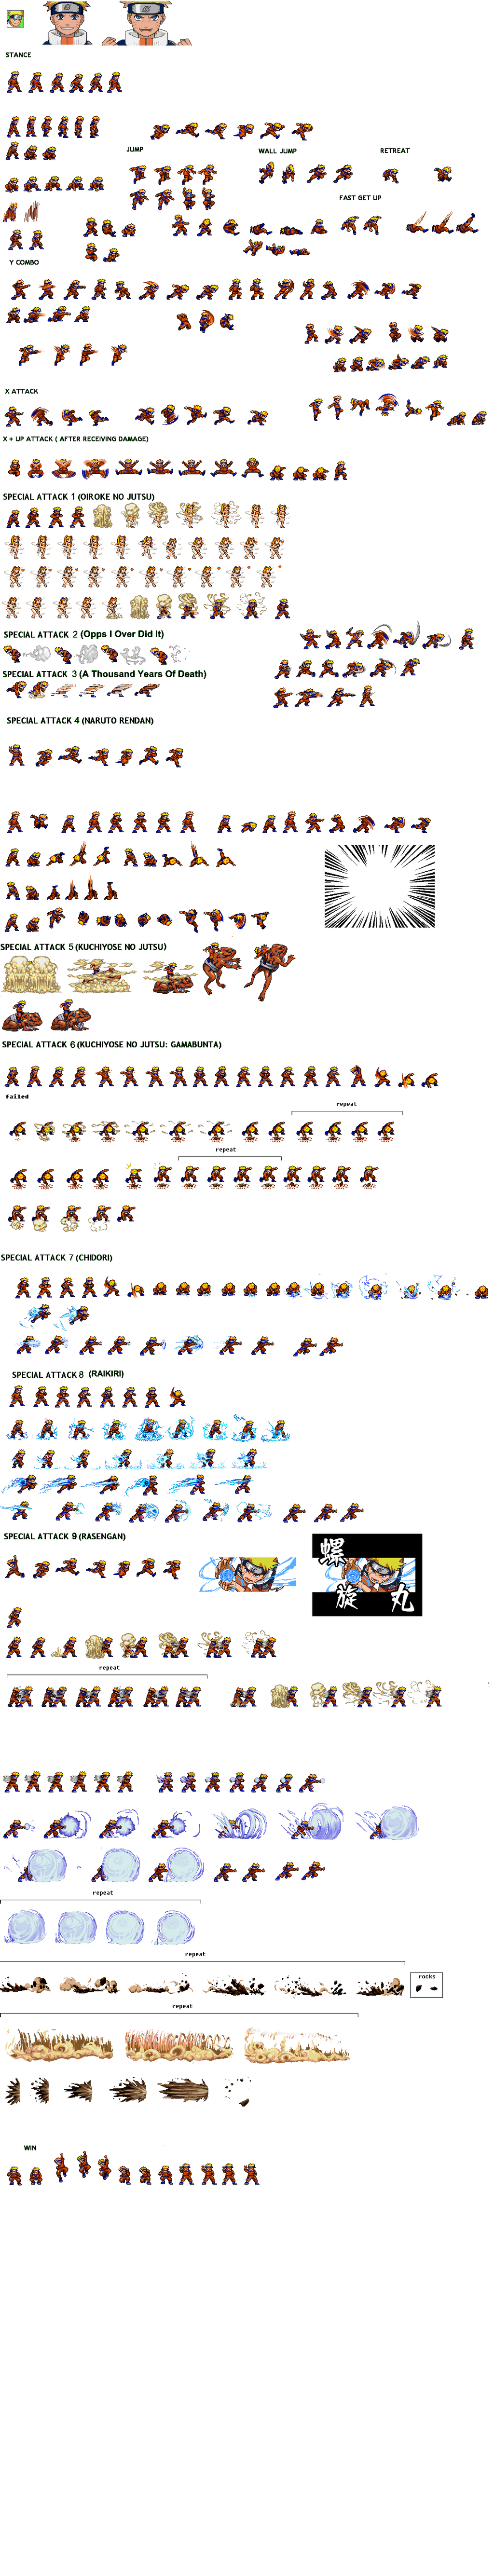 STANCE
JUMP
WALL JUMP
RETREAT
FAST GET UP
Y COMBO
X ATTACK
X + UP ATTACK ( AFTER RECEIVING DAMAGE)
SPECIAL ATTACK 1 (OIROKE NO JUTSU)
SPECIAL ATTACK 2 (Opps I Over Did It)
SPECIAL ATTACK 3 (A Thousand Years Of Death)
SPECIAL ATTACK 4 (NARUTO RENDAN)
SPECIAL ATTACK 5 (KUCHIYOSE NO JUTSU)
SPECIAL ATTACK 6 (KUCHIYOSE NO JUTSU: GAMABUNTA)
failed
repeat
repeat
SPECIAL ATTACK 7 (CHIDORI)
SPECIAL ATTACK 8 (RAIKIRI)
SPECIAL ATTACK 9 (RASENGAN)
螺
旋
丸
repeat
repeat
repeat
rocks
repeat
WIN